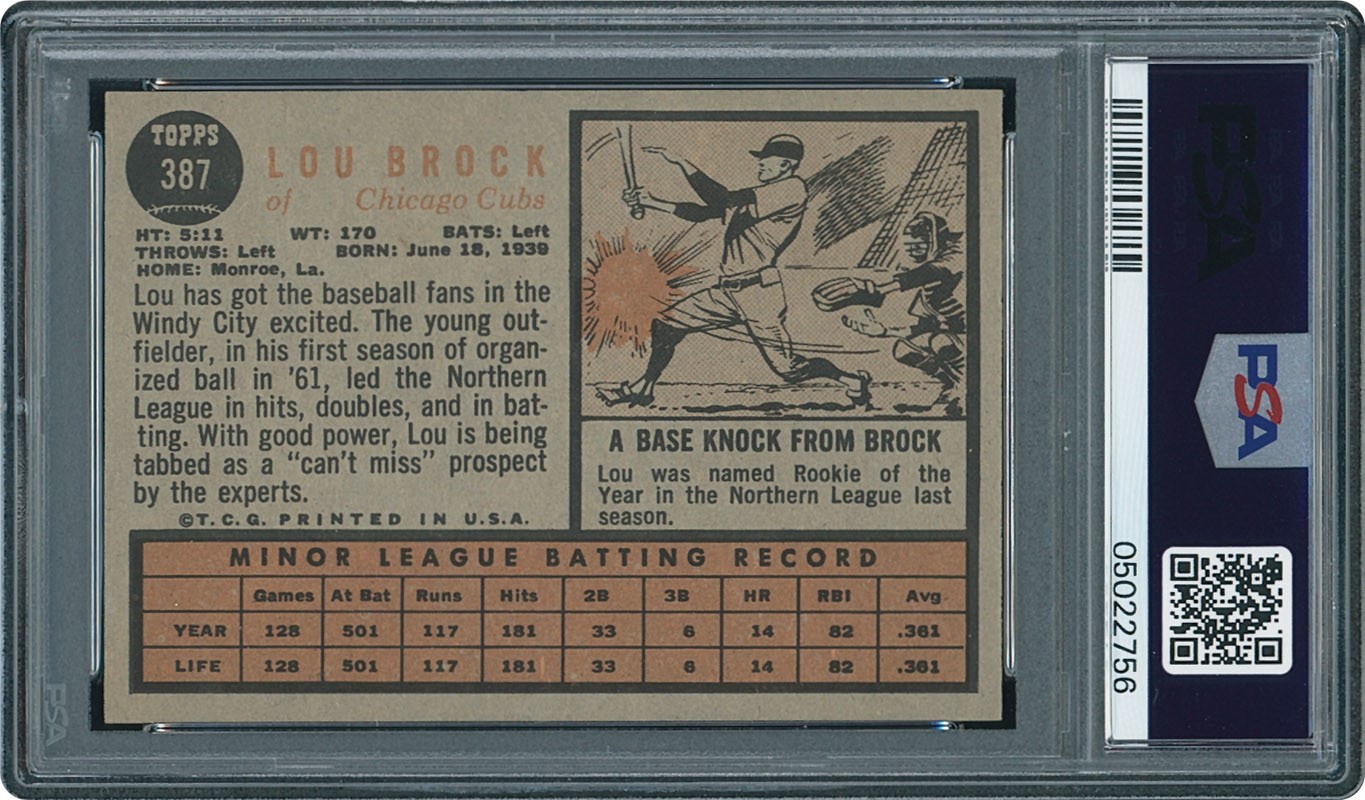 TOPPS
387
LOU BROCK
of Chicago Cubs
HT: 5:11 WT: 170 BATS: Left
THROWS: Left BORN: June 18, 1939
HOME: Monroe, La.
Lou has got the baseball fans in the
Windy City excited. The young out-
fielder, in his first season of organ-
ized ball in '61, led the Northern
League in hits, doubles, and in bat-
ting. With good power, Lou is being
tabbed as a "can't miss" prospect
by the experts.
©T.C.G. PRINTED IN U.S.A.
A BASE KNOCK FROM BROCK
Lou was named Rookie of the
Year in the Northern League last
season.
MINOR LEAGUE BATTING RECORD
Games At Bat Runs Hits 2B 3B HR RBI Avg.
YEAR 128 501 117 181 33 6 14 82 .361
LIFE 128 501 117 181 33 6 14 82 .361
PSA
PSA
05022756
PSA